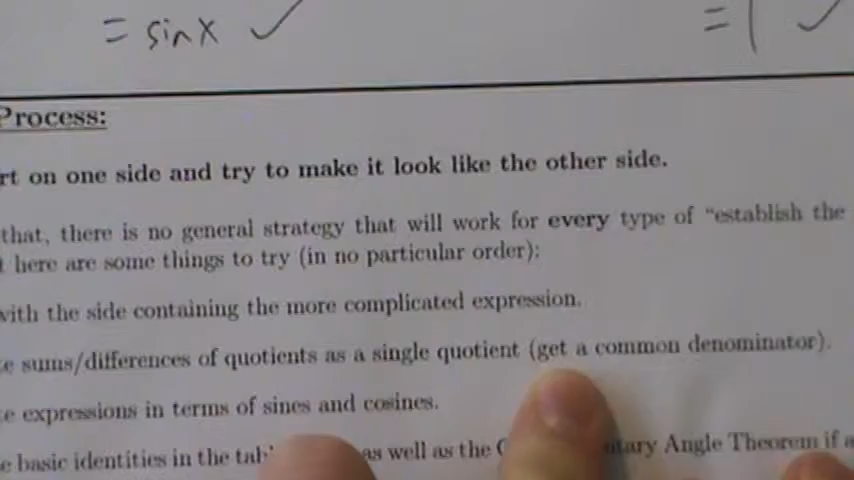 = sinx ✓ = 1 ✓
Process:
rt on one side and try to make it look like the other side.
that, there is no general strategy that will work for every type of "establish the
t here are some things to try (in no particular order):
with the side containing the more complicated expression.
e sums/differences of quotients as a single quotient (get a common denominator).
e expressions in terms of sines and cosines.
e basic identities in the tab as well as the C ntary Angle Theorem if a